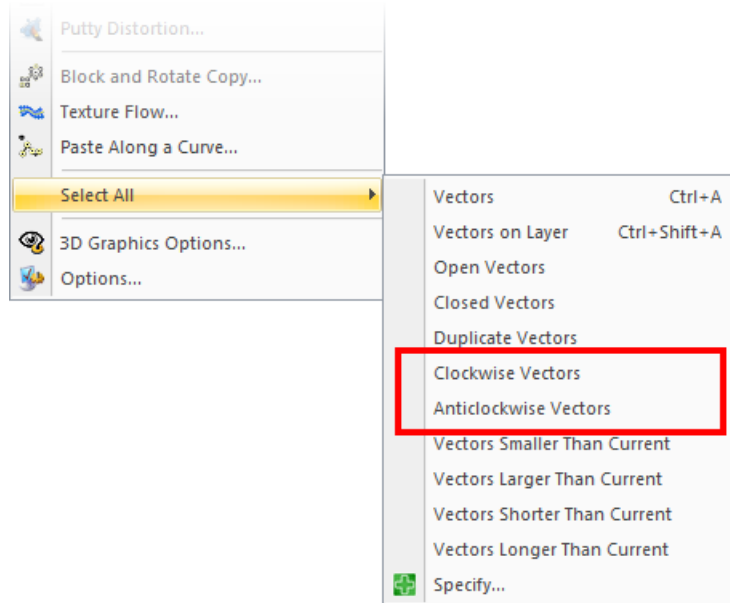 Putty Distortion...
Block and Rotate Copy...
Texture Flow...
Paste Along a Curve...
Select All
3D Graphics Options...
Options...
Vectors Ctrl+A
Vectors on Layer Ctrl+Shift+A
Open Vectors
Closed Vectors
Duplicate Vectors
Clockwise Vectors
Anticlockwise Vectors
Vectors Smaller Than Current
Vectors Larger Than Current
Vectors Shorter Than Current
Vectors Longer Than Current
Specify...